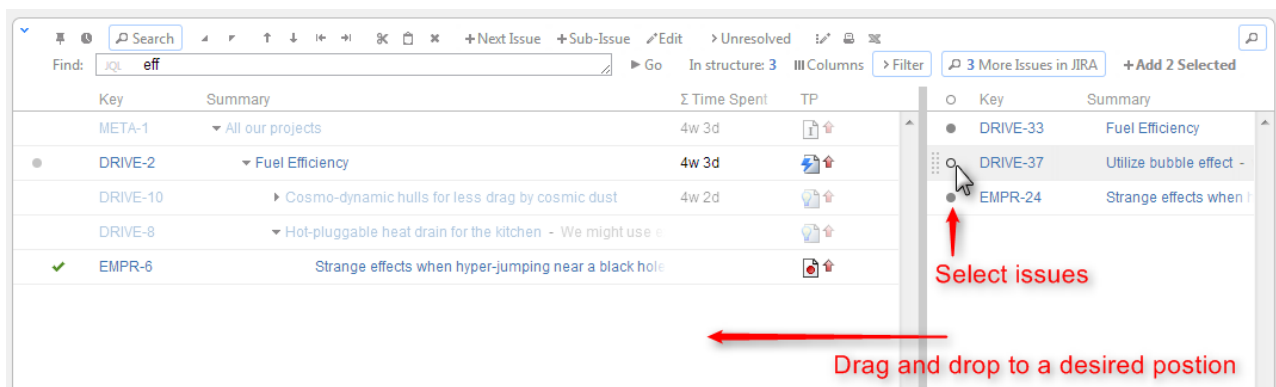 Search +Next Issue +Sub-Issue Edit >Unresolved
Find: JQL eff Go In structure: 3 Columns >Filter 3 More Issues in JIRA +Add 2 Selected
Key Summary Σ Time Spent TP Key Summary
META-1 All our projects 4w 3d DRIVE-33 Fuel Efficiency
DRIVE-2 Fuel Efficiency 4w 3d DRIVE-37 Utilize bubble effect -
DRIVE-10 Cosmo-dynamic hulls for less drag by cosmic dust 4w 2d EMPR-24 Strange effects when
DRIVE-8 Hot-pluggable heat drain for the kitchen - We might use
EMPR-6 Strange effects when hyper-jumping near a black hole
Select issues
Drag and drop to a desired postion